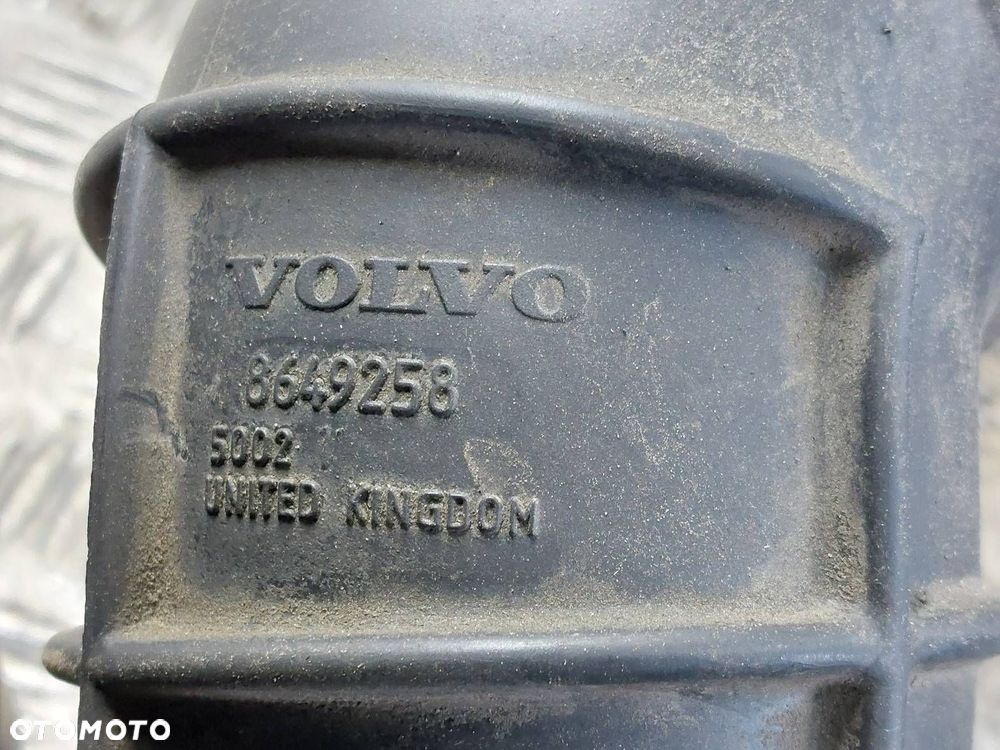 VOLVO
8649258
5002
UNITED KINGDOM
OTOMOTO